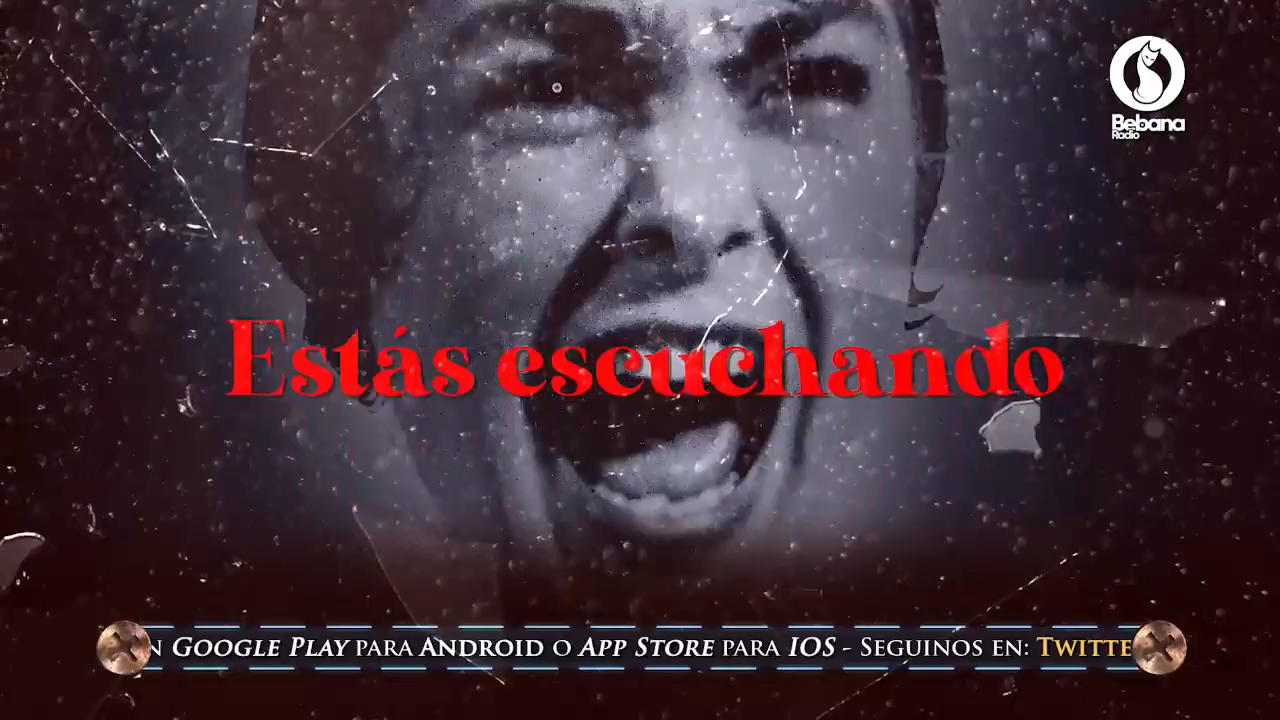 Bebana
Radio
Estás escuchando
N GOOGLE PLAY PARA ANDROID O APP STORE PARA IOS - SEGUINOS EN: TWITTE